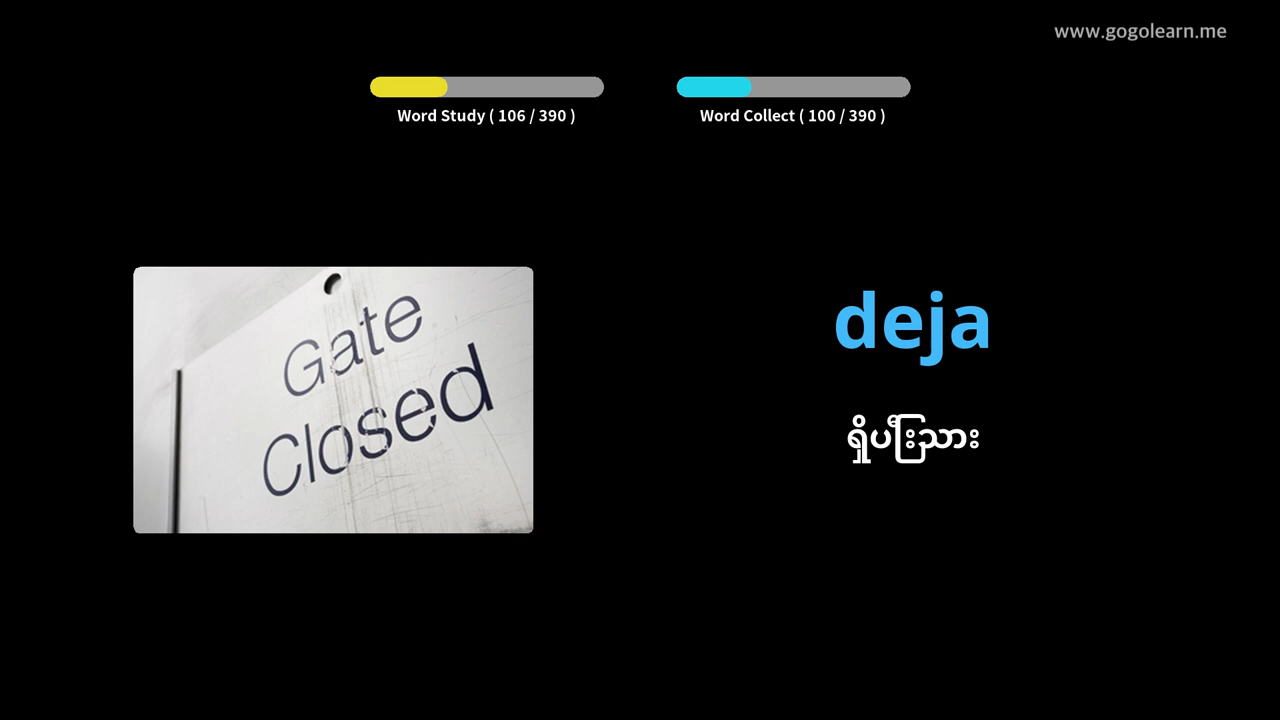 www.gogolearn.me
Word Study ( 106 / 390 )
Word Collect ( 100 / 390 )
Gate
Closed
deja
ရှိပြီးသား